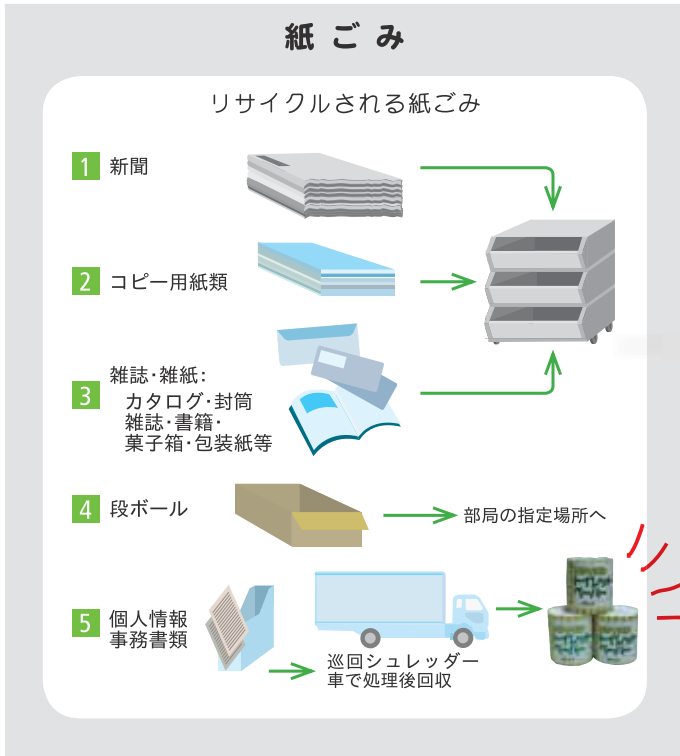 紙ごみ
リサイクルされる紙ごみ
1 新聞
2 コピー用紙類
3 雑誌・雑紙:
カタログ・封筒
雑誌・書籍・
菓子箱・包装紙等
4 段ボール
部局の指定場所へ
5 個人情報
事務書類
巡回シュレッダー
車で処理後回収